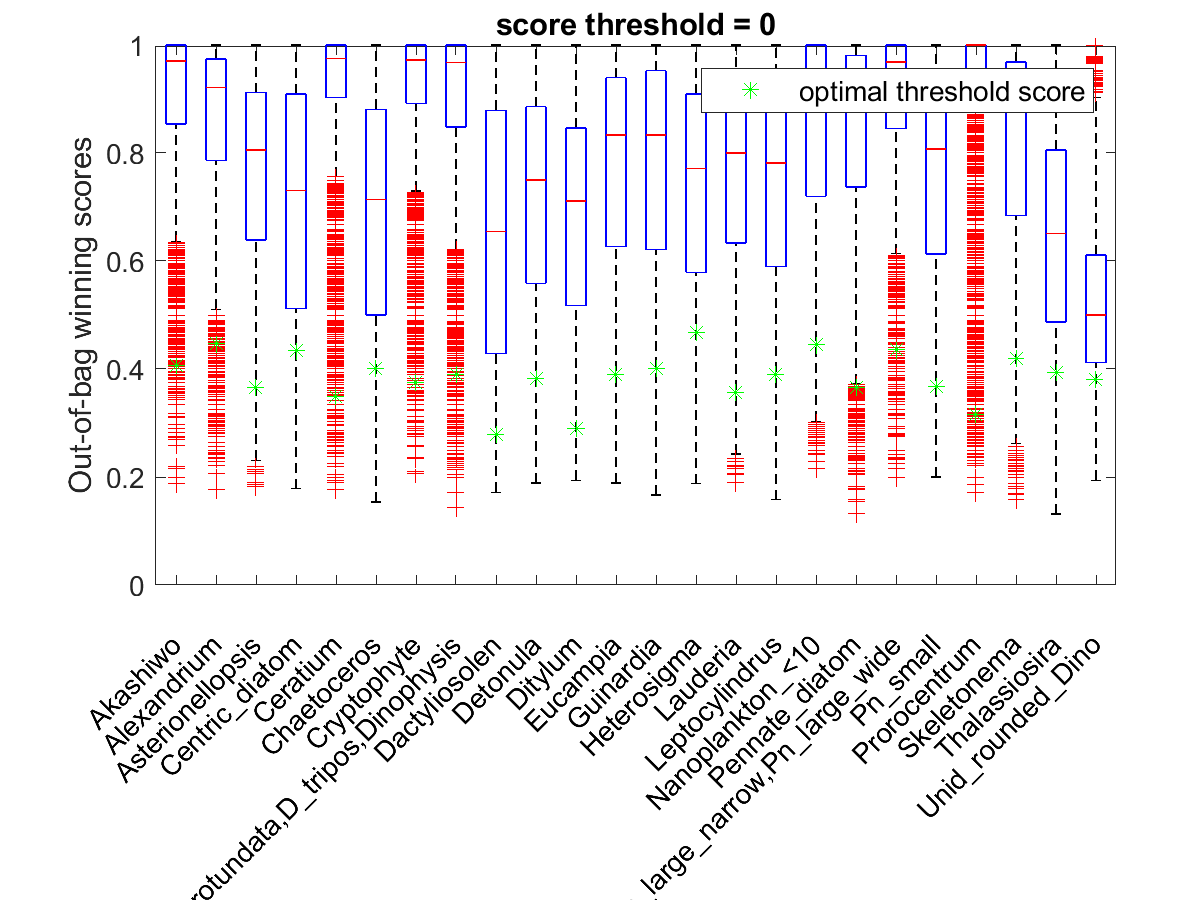 score threshold = 0
optimal threshold score
Out-of-bag winning scores
1
0.8
0.6
0.4
0.2
0
Akashiwo
Alexandrium
Asterionellopsis
Centric_diatom
Ceratium
Chaetoceros
Cryptophyte
rotundata,D_tripos,Dinophysis
Dactyliosolen
Detonula
Ditylum
Eucampia
Guinardia
Heterosigma
Lauderia
Leptocylindrus
Nanoplankton_<10
Pennate_diatom
_large_narrow,Pn_large_wide
Pn_small
Prorocentrum
Skeletonema
Thalassiosira
Unid_rounded_Dino